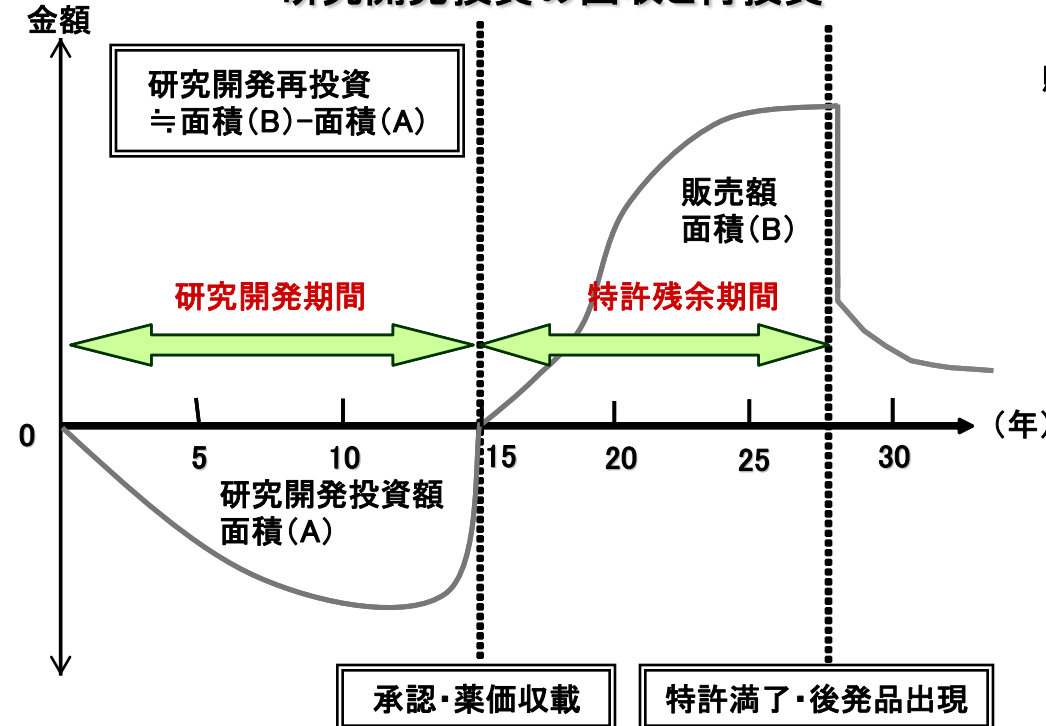 金額
研究開発再投資
≒面積(B)-面積(A)
販売額
面積(B)
研究開発期間
特許残余期間
0
5
10
15
20
25
30
(年)
研究開発投資額
面積(A)
承認・薬価収載
特許満了・後発品出現